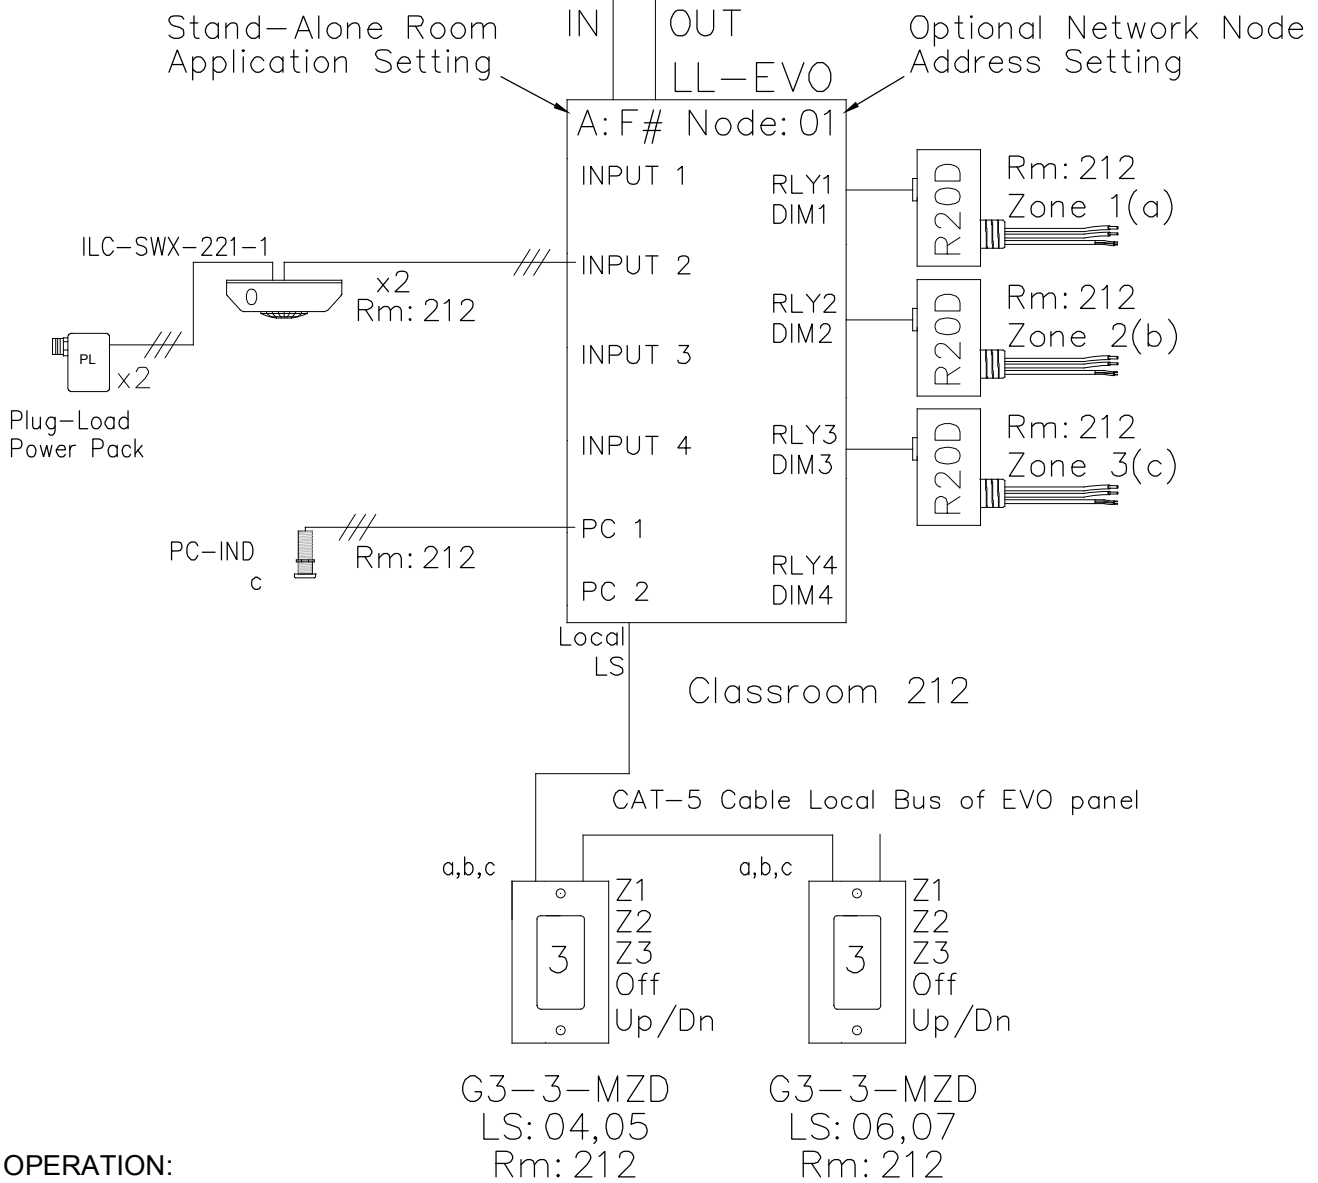 Stand-Alone Room
Application Setting
IN OUT
LL-EVO
Optional Network Node
Address Setting
A: F# Node: 01
INPUT 1
INPUT 2
INPUT 3
INPUT 4
PC 1
PC 2
RLY1
DIM1
RLY2
DIM2
RLY3
DIM3
RLY4
DIM4
R20D
Rm: 212
Zone 1(a)
R20D
Rm: 212
Zone 2(b)
R20D
Rm: 212
Zone 3(c)
ILC-SWX-221-1
O
x2
Rm: 212
PL
x2
Plug-Load
Power Pack
PC-IND
c
Rm: 212
Local
LS
Classroom 212
CAT-5 Cable Local Bus of EVO panel
a,b,c
3
Z1
Z2
Z3
Off
Up/Dn
G3-3-MZD
LS: 04,05
Rm: 212
a,b,c
3
Z1
Z2
Z3
Off
Up/Dn
G3-3-MZD
LS: 06,07
Rm: 212
OPERATION: